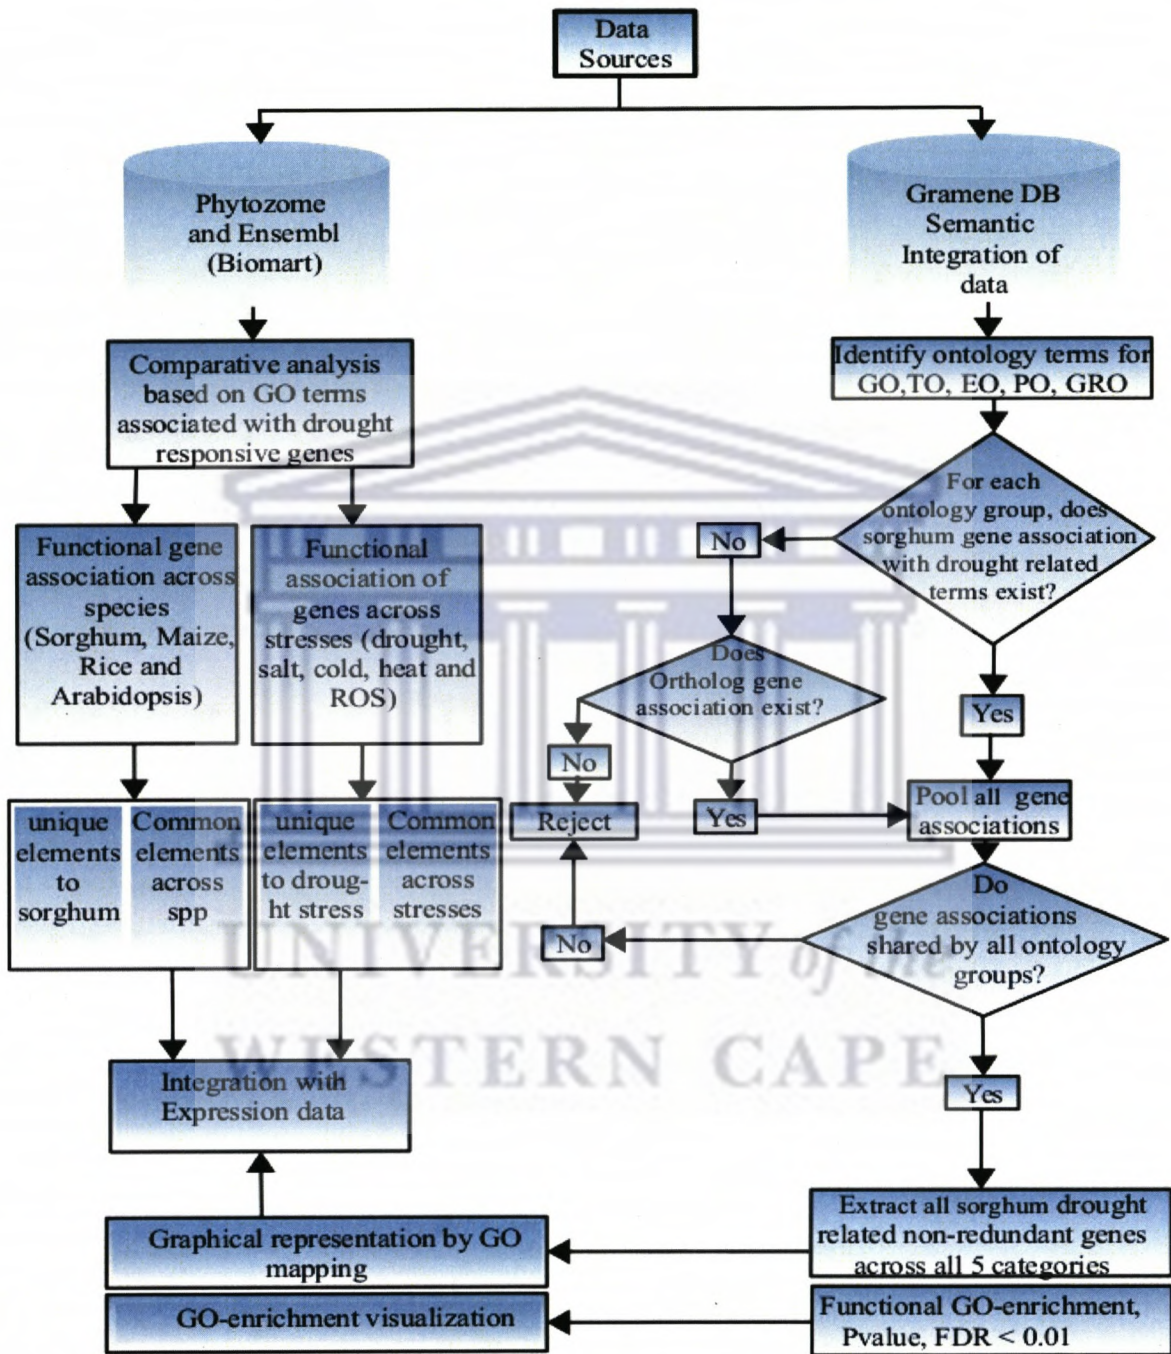 Data
Sources
Phytozome
and Ensembl
(Biomart)
Gramene DB
Semantic
Integration of
data
Comparative analysis
based on GO terms
associated with drought
responsive genes
Identify ontology terms for
GO,TO, EO, PO, GRO
For each
ontology group, does
sorghum gene association
with drought related
terms exist?
No
Yes
Functional gene
association across
species
(Sorghum, Maize,
Rice and
Arabidopsis)
Functional
association of
genes across
stresses (drought,
salt, cold, heat and
ROS)
Does
Ortholog gene
association exist?
No
Yes
Reject
Pool all gene
associations
unique
elements
to
sorghum
Common
elements
across
spp
unique
elements
to droug-
ht stress
Common
elements
across
stresses
Do
gene associations
shared by all ontology
groups?
No
Yes
UNIVERSITY of the
WESTERN CAPE
Integration with
Expression data
Graphical representation by GO
mapping
Extract all sorghum drought
related non-redundant genes
across all 5 categories
GO-enrichment visualization
Functional GO-enrichment,
Pvalue, FDR < 0.01